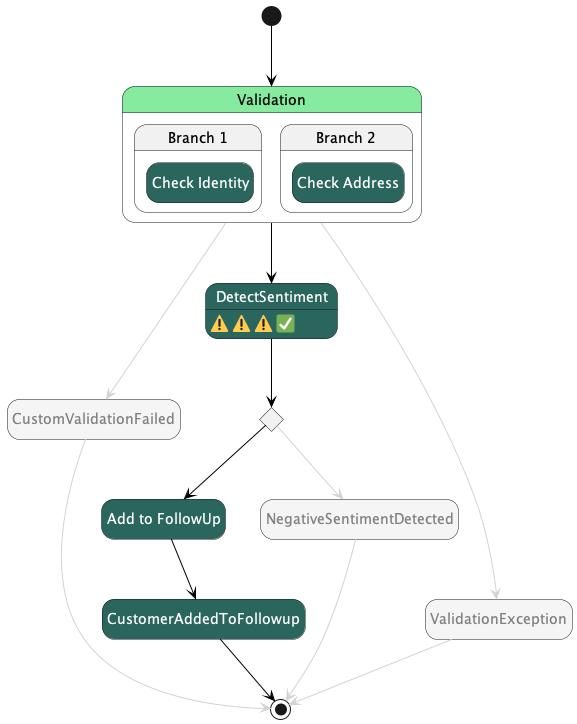 Validation
Branch 1
Branch 2
Check Identity
Check Address
DetectSentiment
CustomValidationFailed
Add to FollowUp
NegativeSentimentDetected
CustomerAddedToFollowup
ValidationException